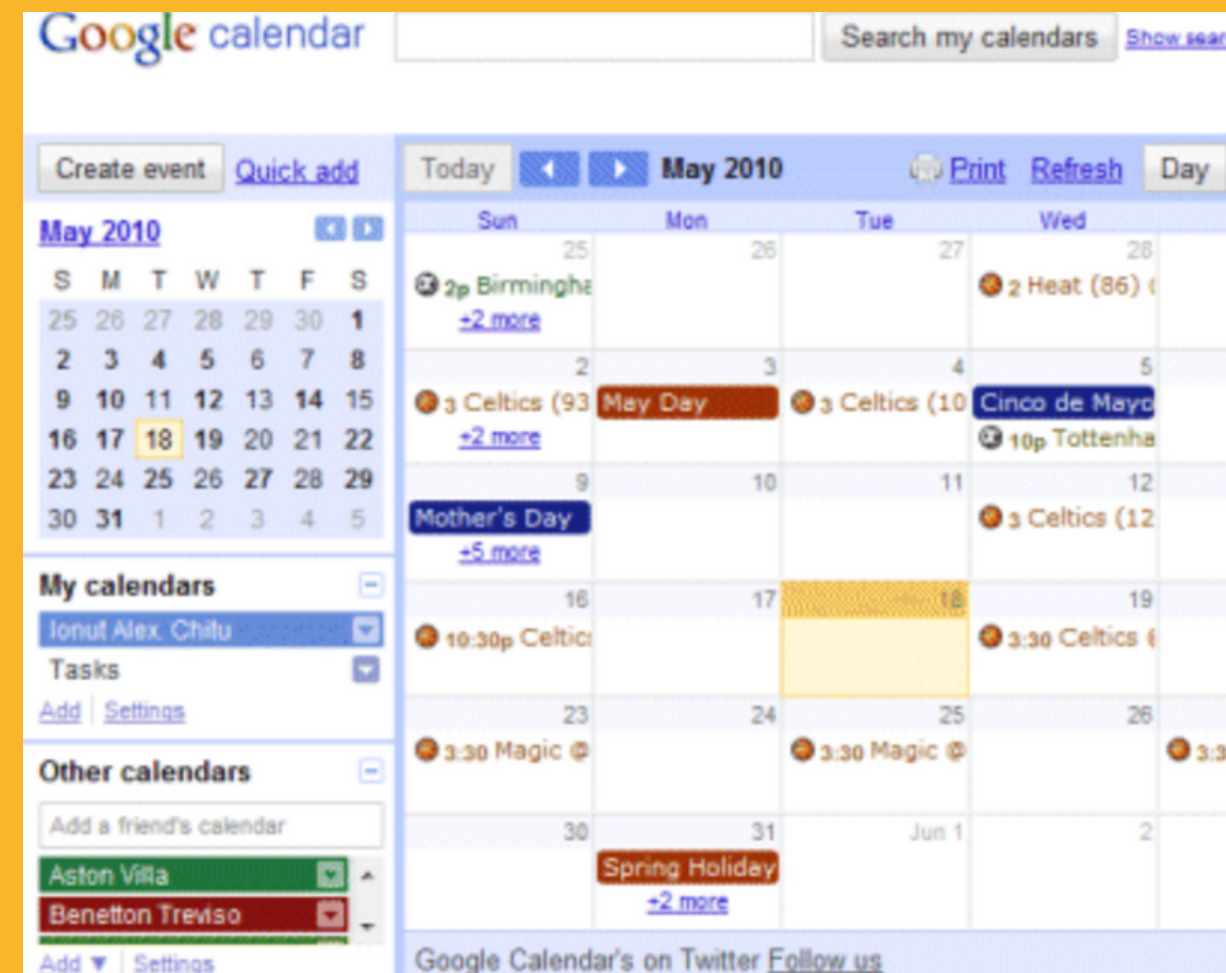 Google calendar
Search my calendars Show sear
Create event Quick add
Today May 2010 Print Refresh Day
May 2010
S M T W T F S
25 26 27 28 29 30 1
2 3 4 5 6 7 8
9 10 11 12 13 14 15
16 17 18 19 20 21 22
23 24 25 26 27 28 29
30 31 1 2 3 4 5
My calendars
Ionut Alex. Chitu
Tasks
Add Settings
Other calendars
Add a friend's calendar
Aston Villa
Benetton Treviso
Add ▼ Settings
Sun Mon Tue Wed
25 26 27 28
2p Birmingha 2 Heat (86)
+2 more
2 3 4 5
3 Celtics (93 May Day 3 Celtics (10 Cinco de Mayo
+2 more 10p Tottenha
9 10 11 12
Mother's Day 3 Celtics (12
+5 more
16 17 18 19
10:30p Celtic 3:30 Celtics
23 24 25 26
3:30 Magic @ 3:30 Magic @ 3:3
30 31 Jun 1 2
Spring Holiday
+2 more
Google Calendar's on Twitter Follow us